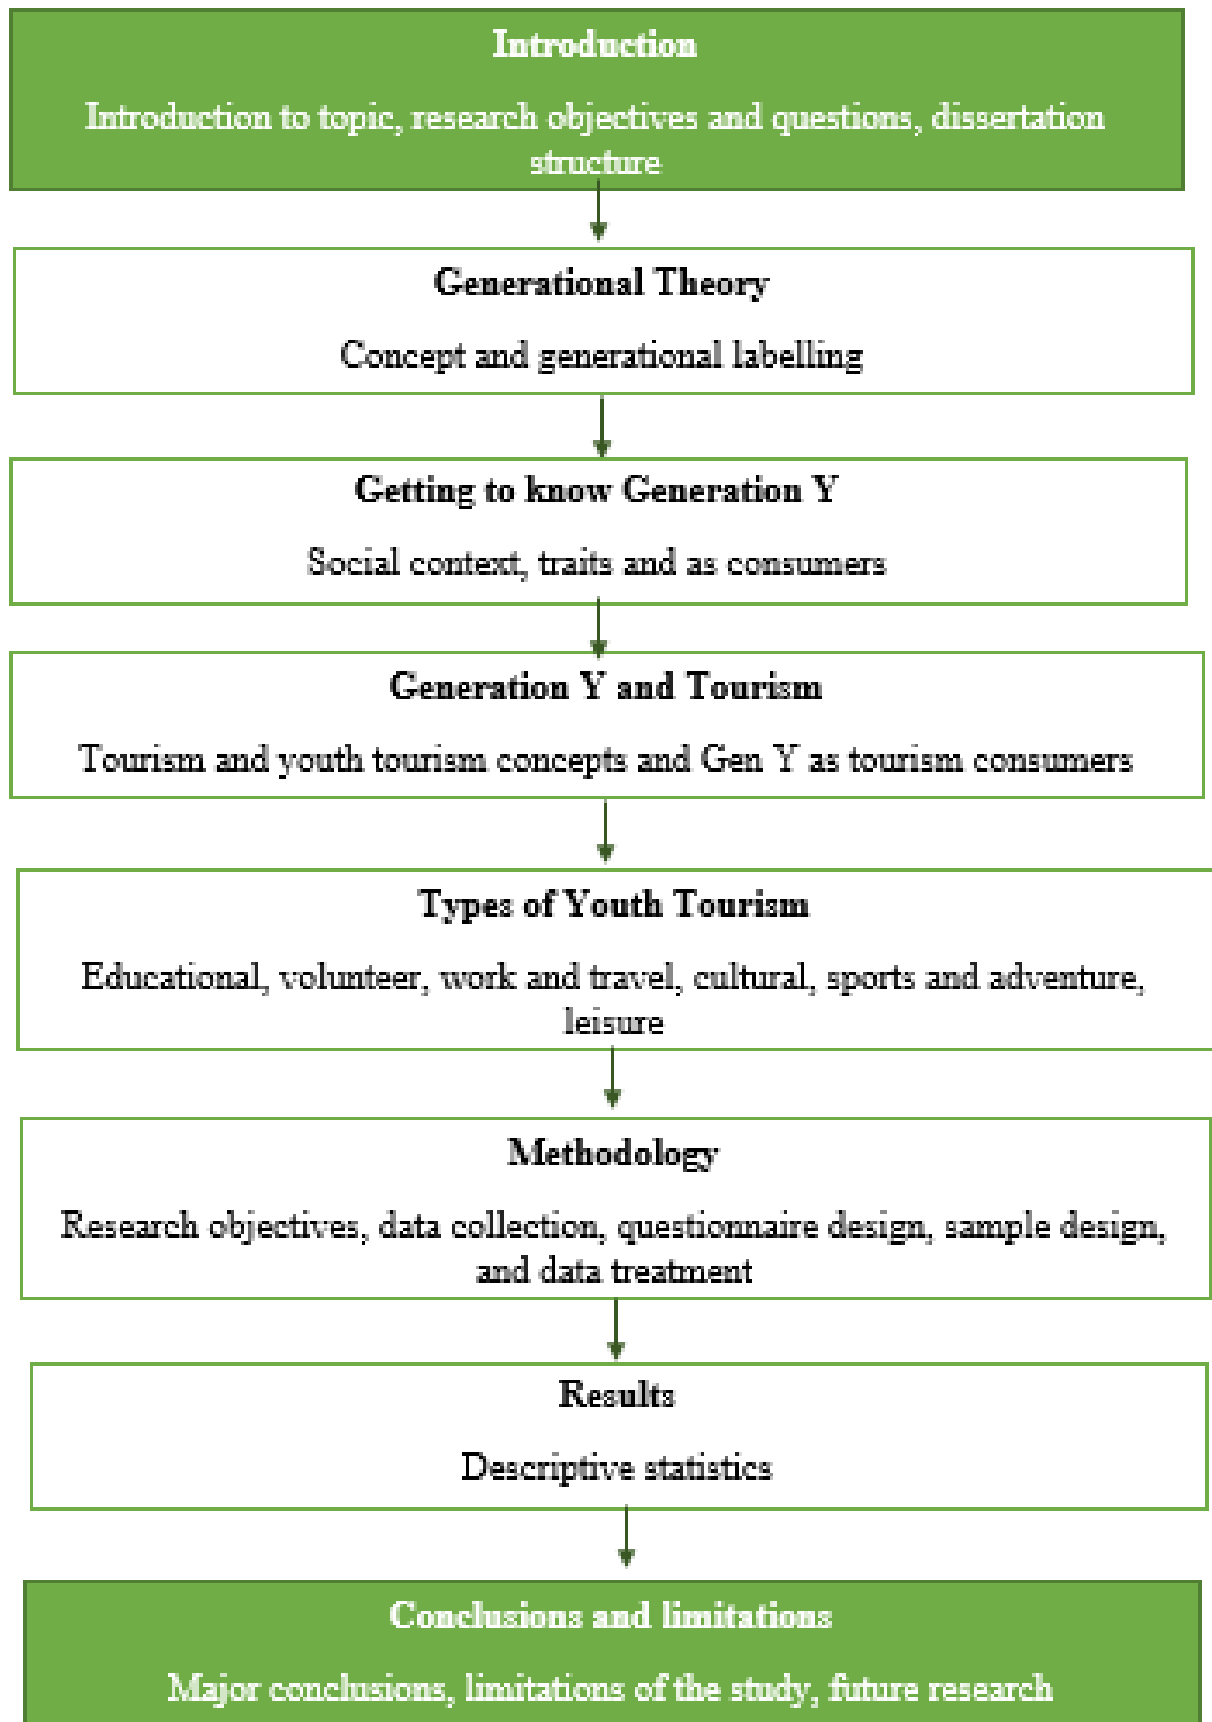 Introduction
Introduction to topic, research objectives and questions, dissertation
structure
Generational Theory
Concept and generational labelling
Getting to know Generation Y
Social context, traits and as consumers
Generation Y and Tourism
Tourism and youth tourism concepts and Gen Y as tourism consumers
Types of Youth Tourism
Educational, volunteer, work and travel, cultural, sports and adventure,
leisure
Methodology
Research objectives, data collection, questionnaire design, sample design,
and data treatment
Results
Descriptive statistics
Conclusions and limitations
Major conclusions, limitations of the study, future research